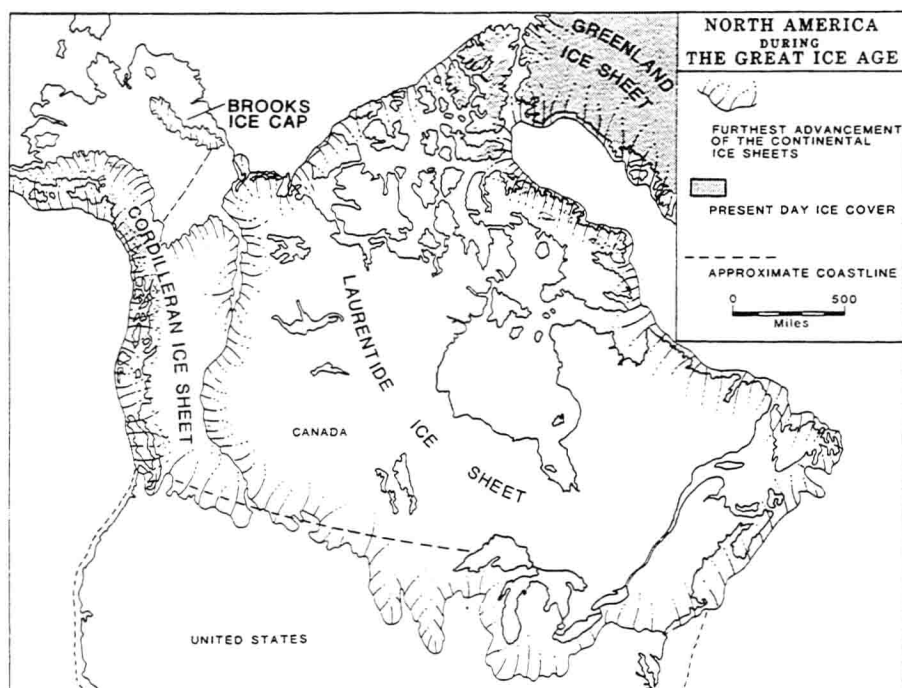 NORTH AMERICA
DURING
THE GREAT ICE AGE
FURTHEST ADVANCEMENT
OF THE CONTINENTAL
ICE SHEETS
PRESENT DAY ICE COVER
APPROXIMATE COASTLINE
0 500
Miles
GREENLAND
ICE SHEET
BROOKS
ICE CAP
CORDILLERAN ICE SHEET
LAURENTIDE
ICE
SHEET
CANADA
UNITED STATES